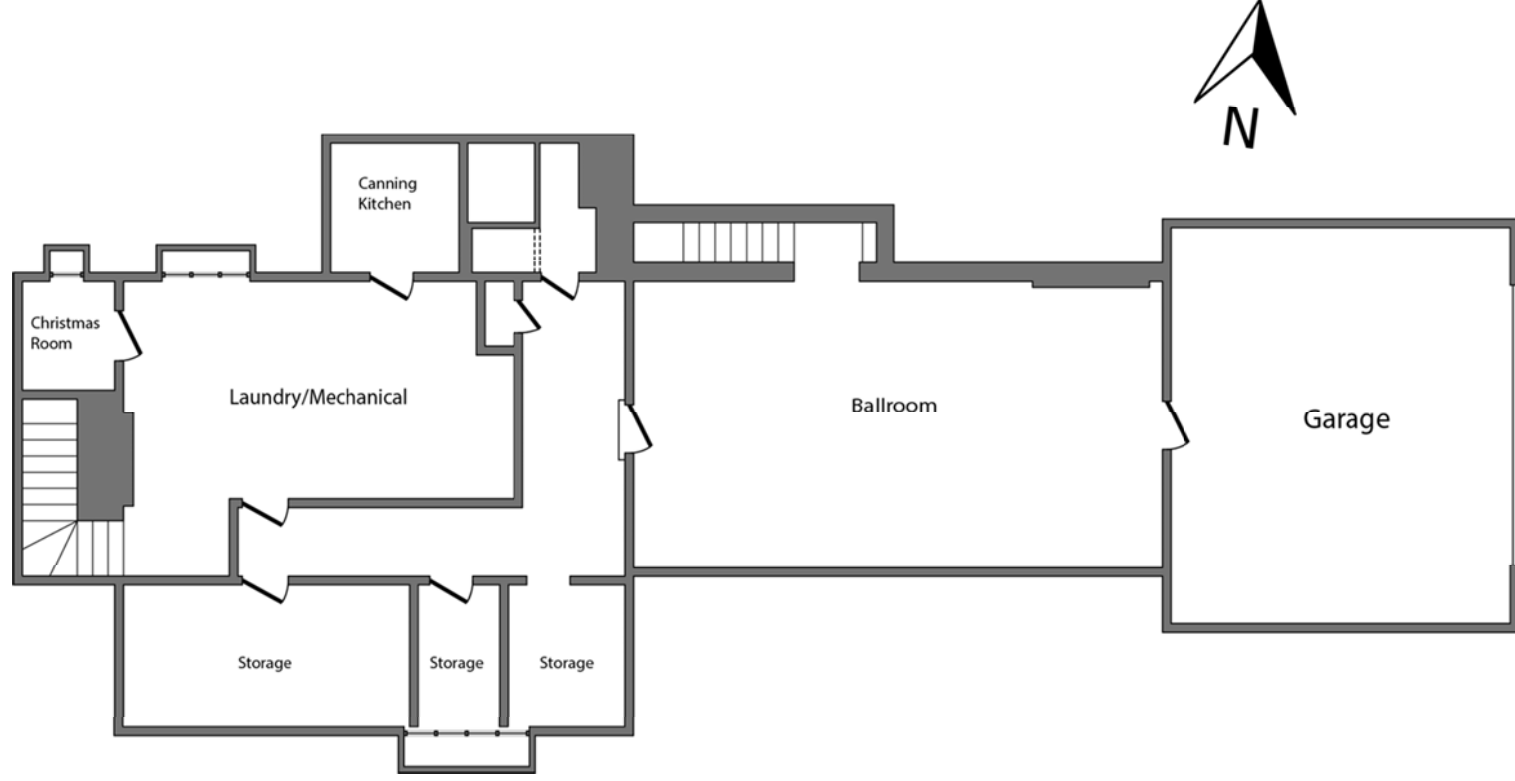 N
Canning
Kitchen
Christmas
Room
Laundry/Mechanical
Ballroom
Garage
Storage
Storage
Storage